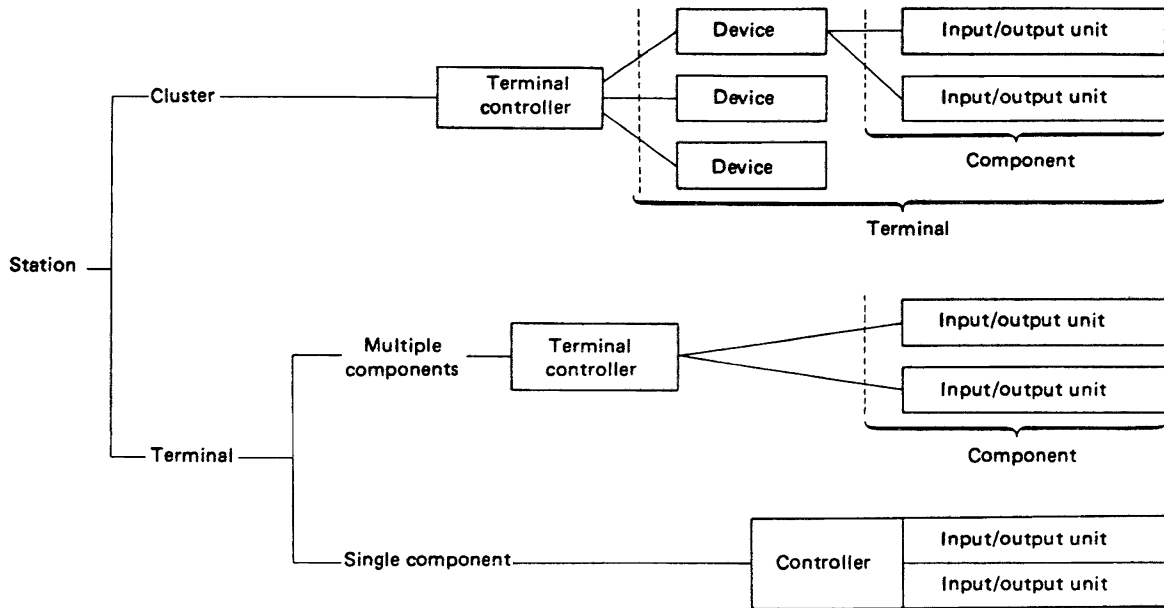 Device
Input/output unit
Cluster
Terminal
controller
Device
Input/output unit
Component
Device
Terminal
Station
Input/output unit
Multiple
components
Terminal
controller
Input/output unit
Component
Terminal
Single component
Controller
Input/output unit
Input/output unit